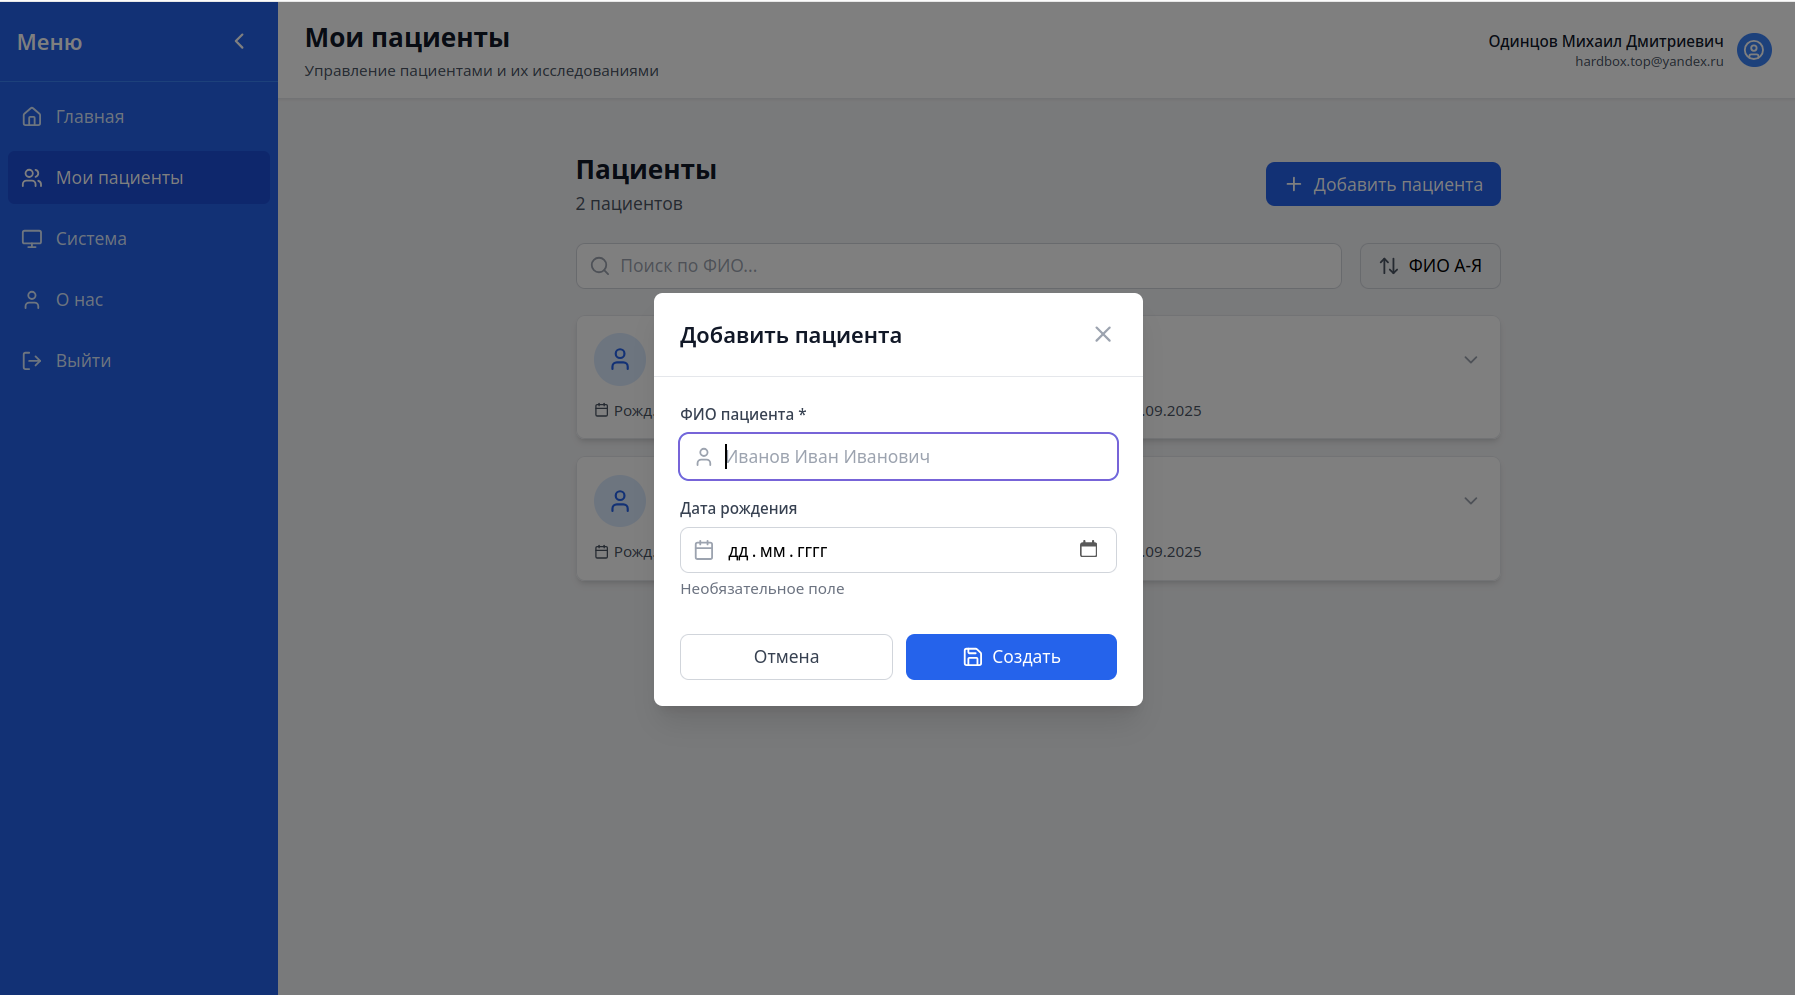 Меню
Главная
Мои пациенты
Система
О нас
Выйти
Мои пациенты
Управление пациентами и их исследованиями
Одинцов Михаил Дмитриевич
hardbox.top@yandex.ru
Пациенты
2 пациентов
Добавить пациента
Поиск по ФИО...
ФИО А-Я
Рожд
.09.2025
Рожд
.09.2025
Добавить пациента
ФИО пациента *
Иванов Иван Иванович
Дата рождения
дд.мм.гггг
Необязательное поле
Отмена
Создать